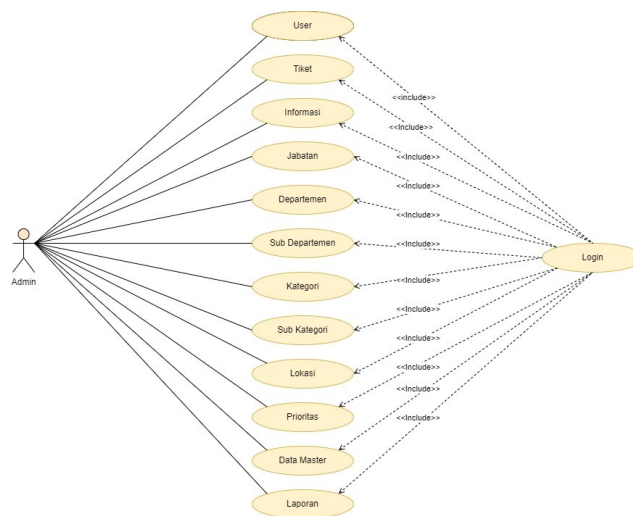 User
Tiket
Informasi
Jabatan
Departemen
Sub Departemen
Kategori
Sub Kategori
Lokasi
Prioritas
Data Master
Laporan
Admin
Login
<<include>>
<<Include>>
<<Include>>
<<Include>>
<<Include>>
<<Include>>
<<Include>>
<<Include>>
<<Include>>
<<Include>>
<<Include>>
<<Include>>